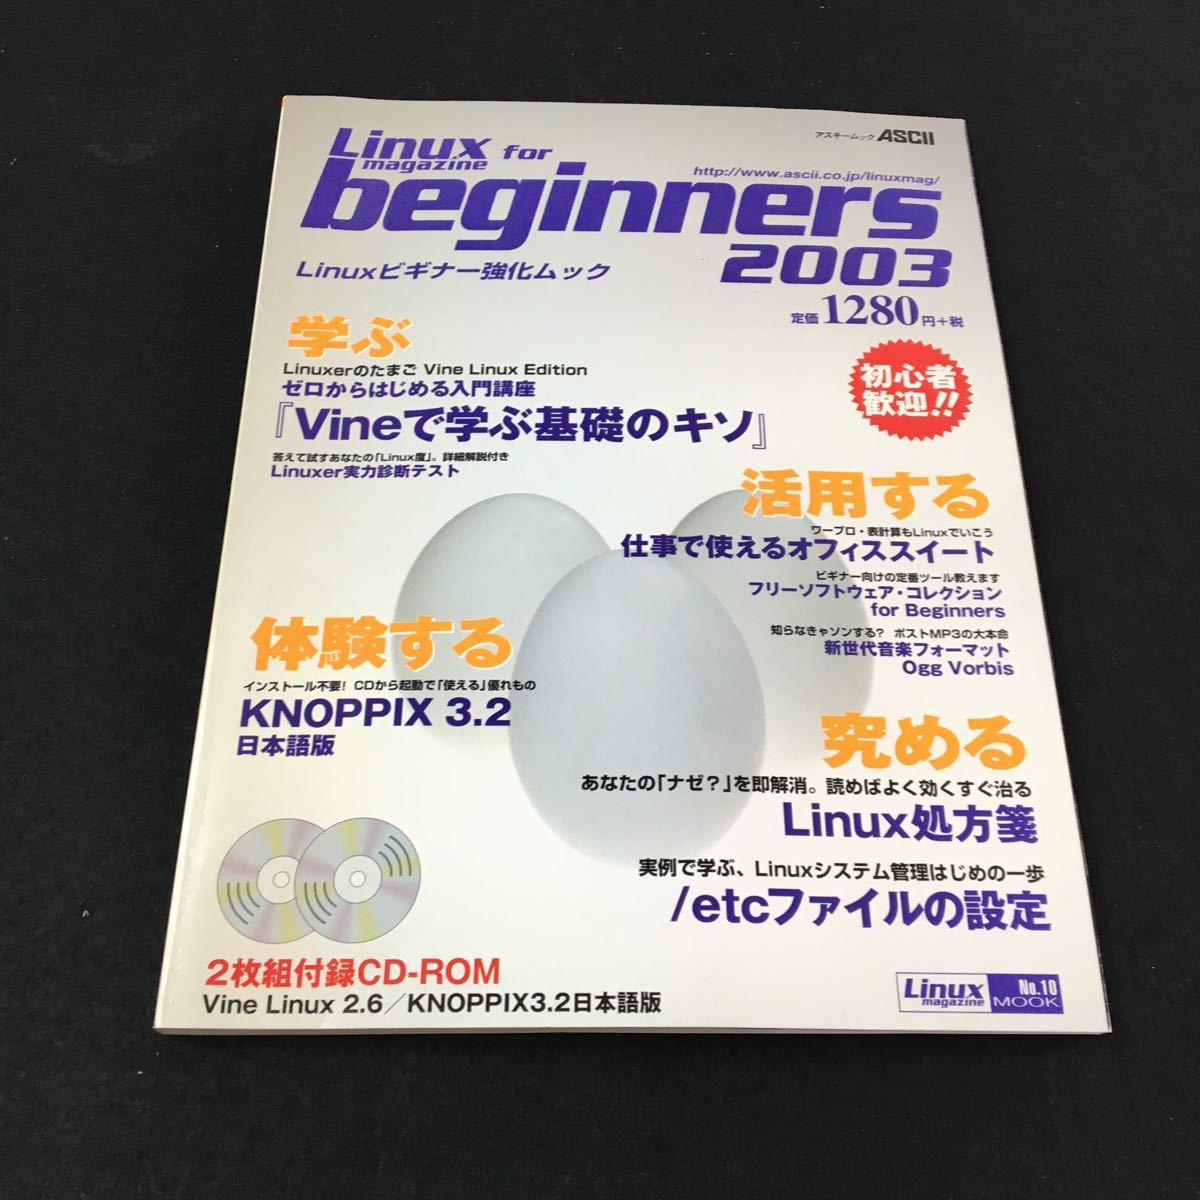 アスキームック ASCII
Linux for
magazine
http://www.ascii.co.jp/linuxmag/
beginners
2003
Linuxビギナー強化ムック
定価1280円+税
初心者
歓迎!!
学ぶ
Linuxerのたまご Vine Linux Edition
ゼロからはじめる入門講座
『Vineで学ぶ基礎のキソ』
答えて試すあなたの「Linux度」。詳細解説付き
Linuxer実力診断テスト
活用する
ワープロ・表計算もLinuxでいこう
仕事で使えるオフィススイート
ビギナー向けの定番ツール教えます
フリーソフトウェア・コレクション
for Beginners
知らなきゃソンする? ポストMP3の大本命
新世代音楽フォーマット
Ogg Vorbis
体験する
インストール不要! CDから起動で「使える」優れもの
KNOPPIX 3.2
日本語版
究める
あなたの「ナゼ?」を即解消。読めばよく効くすぐ治る
Linux処方箋
実例で学ぶ、Linuxシステム管理はじめの一歩
/etcファイルの設定
2枚組付録CD-ROM
Vine Linux 2.6/KNOPPIX3.2日本語版
Linux
magazine
No.10
MOOK